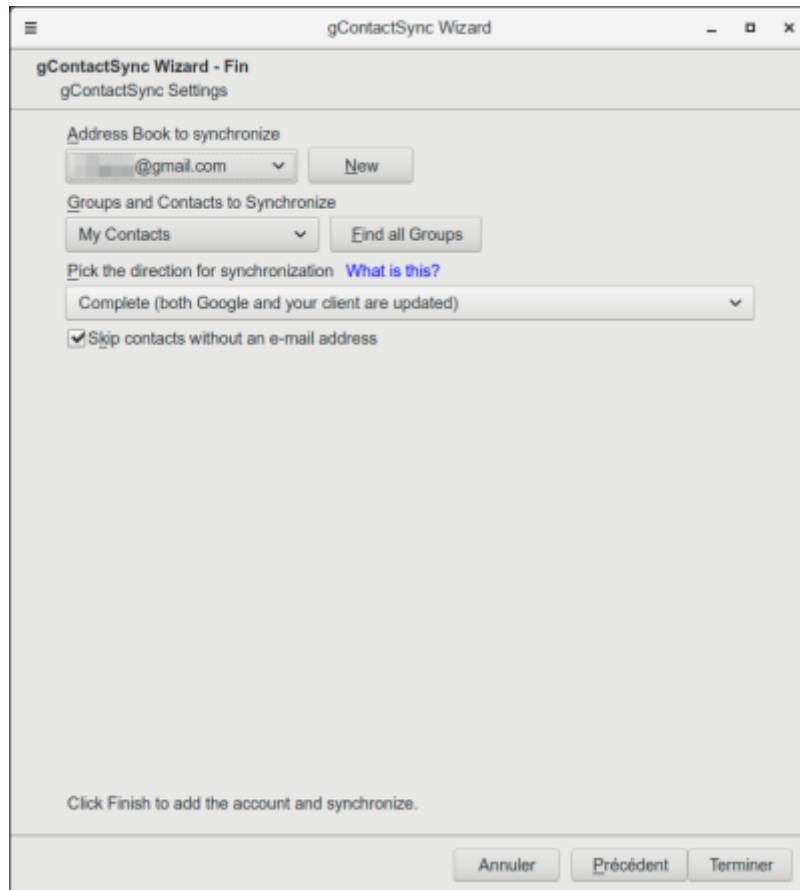 gContactSync Wizard
gContactSync Wizard - Fin
gContactSync Settings
Address Book to synchronize
@gmail.com New
Groups and Contacts to Synchronize
My Contacts Find all Groups
Pick the direction for synchronization What is this?
Complete (both Google and your client are updated)
Skip contacts without an e-mail address
Click Finish to add the account and synchronize.
Annuler Précédent Terminer